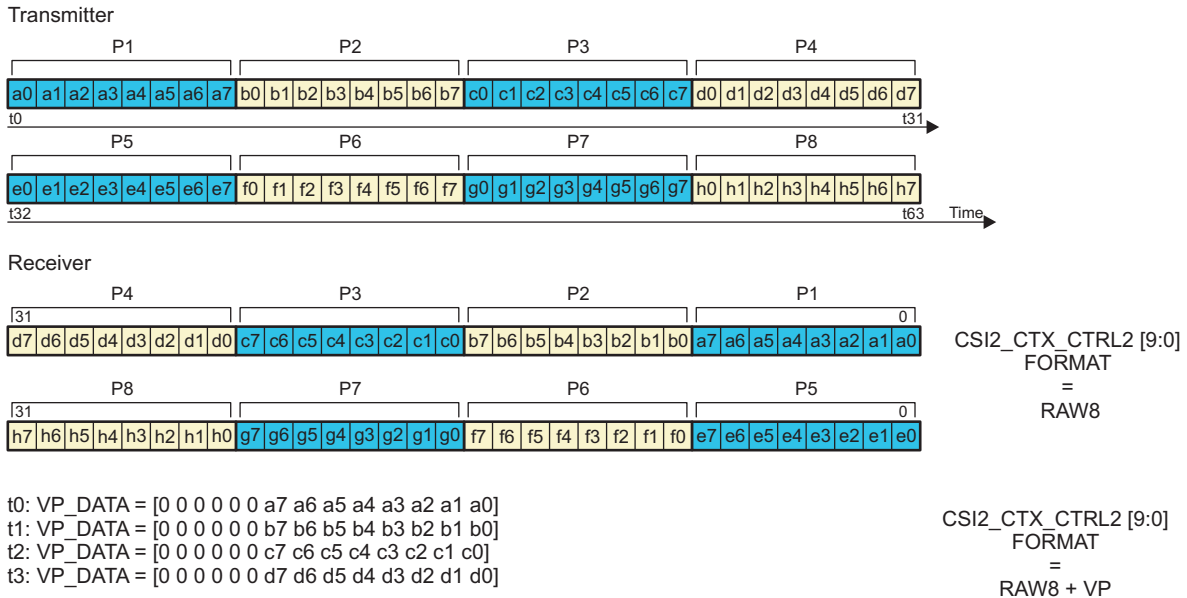 Transmitter
P1 P2 P3 P4
a0 a1 a2 a3 a4 a5 a6 a7 b0 b1 b2 b3 b4 b5 b6 b7 c0 c1 c2 c3 c4 c5 c6 c7 d0 d1 d2 d3 d4 d5 d6 d7
t0 t31
P5 P6 P7 P8
e0 e1 e2 e3 e4 e5 e6 e7 f0 f1 f2 f3 f4 f5 f6 f7 g0 g1 g2 g3 g4 g5 g6 g7 h0 h1 h2 h3 h4 h5 h6 h7
t32 t63 Time
Receiver
P4 P3 P2 P1
31 0
d7 d6 d5 d4 d3 d2 d1 d0 c7 c6 c5 c4 c3 c2 c1 c0 b7 b6 b5 b4 b3 b2 b1 b0 a7 a6 a5 a4 a3 a2 a1 a0
P8 P7 P6 P5
31 0
h7 h6 h5 h4 h3 h2 h1 h0 g7 g6 g5 g4 g3 g2 g1 g0 f7 f6 f5 f4 f3 f2 f1 f0 e7 e6 e5 e4 e3 e2 e1 e0
CSI2_CTX_CTRL2 [9:0]
FORMAT
=
RAW8
t0: VP_DATA = [0 0 0 0 0 0 a7 a6 a5 a4 a3 a2 a1 a0]
t1: VP_DATA = [0 0 0 0 0 0 b7 b6 b5 b4 b3 b2 b1 b0]
t2: VP_DATA = [0 0 0 0 0 0 c7 c6 c5 c4 c3 c2 c1 c0]
t3: VP_DATA = [0 0 0 0 0 0 d7 d6 d5 d4 d3 d2 d1 d0]
CSI2_CTX_CTRL2 [9:0]
FORMAT
=
RAW8 + VP